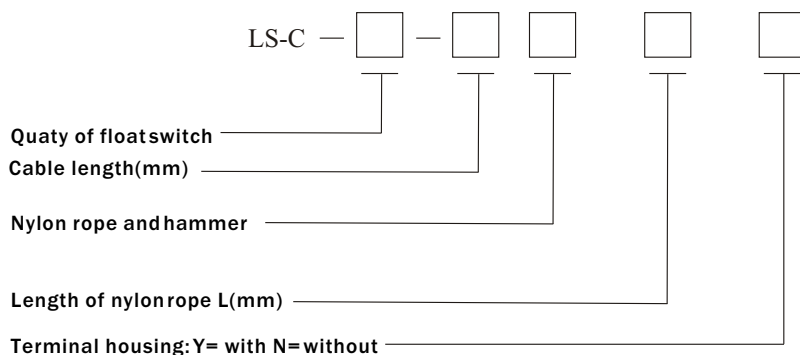 LS-C — □ — □ □ □ □
Quaty of float switch
Cable length(mm)
Nylon rope and hammer
Length of nylon rope L(mm)
Terminal housing: Y= with N= without